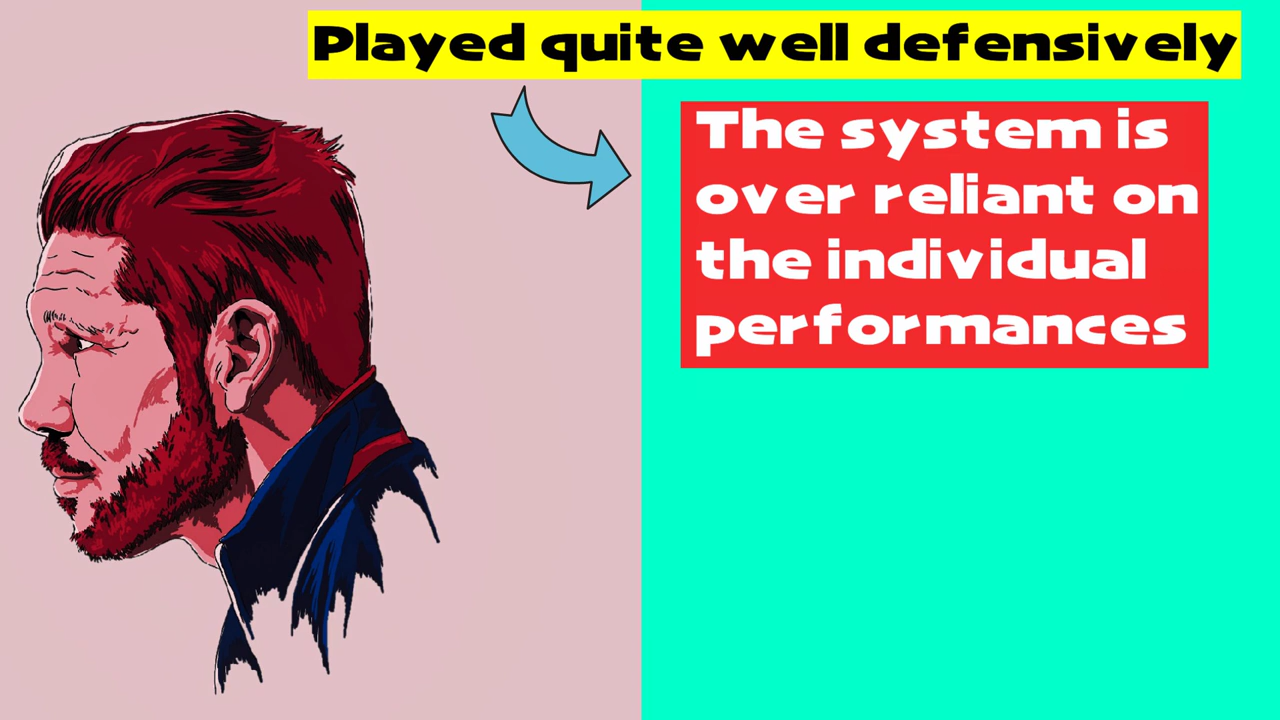 Played quite well defensively
The system is
over reliant on
the individual
performances